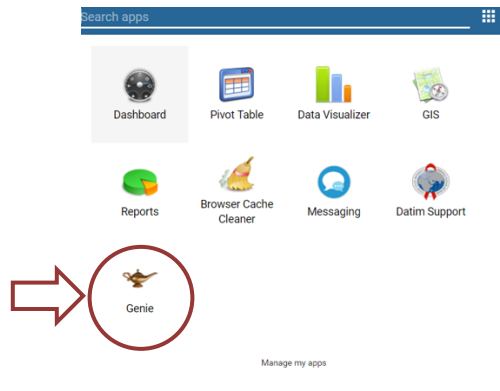 Search apps
Dashboard
Pivot Table
Data Visualizer
GIS
Reports
Browser Cache
Cleaner
Messaging
Datim Support
Genie
Manage my apps